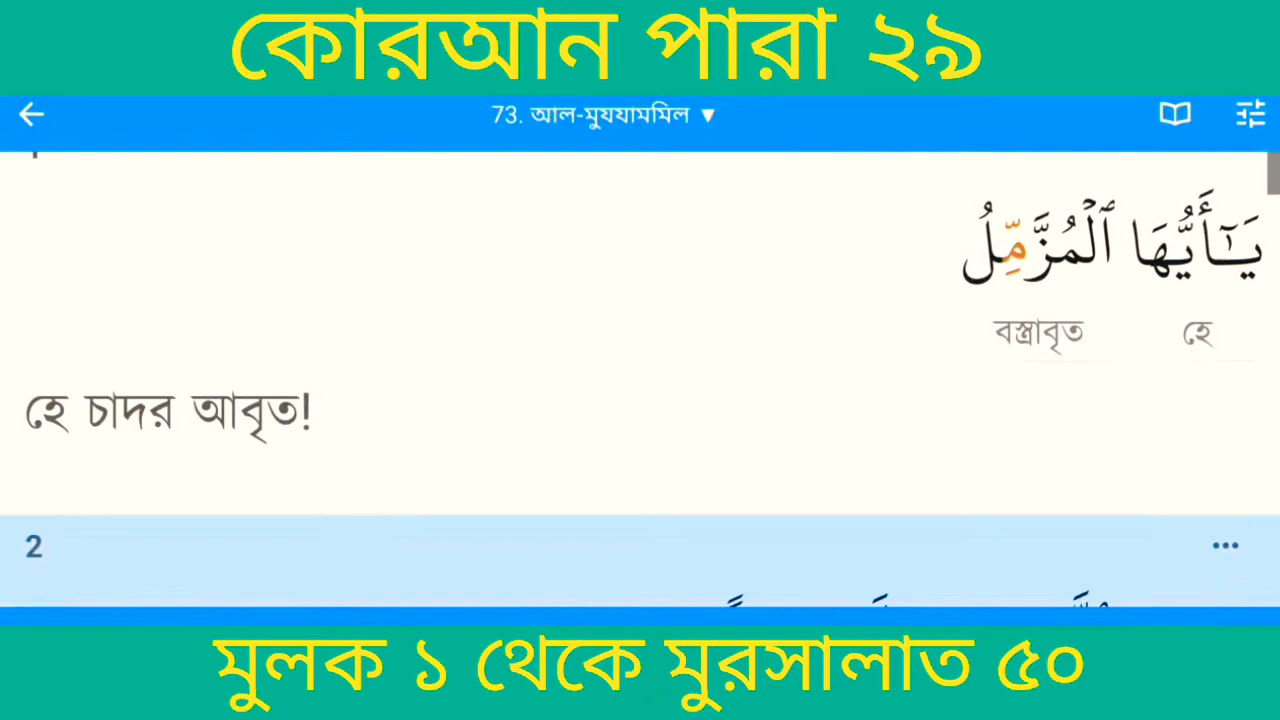 কোরআন পারা ২৯
73. আল-মুযযামমিল ▼
يَـٰٓأَيُّهَا ٱلْمُزَّمِّلُ
হে বস্ত্রাবৃত
হে চাদর আবৃত!
2
মুলক ১ থেকে মুরসালাত ৫০